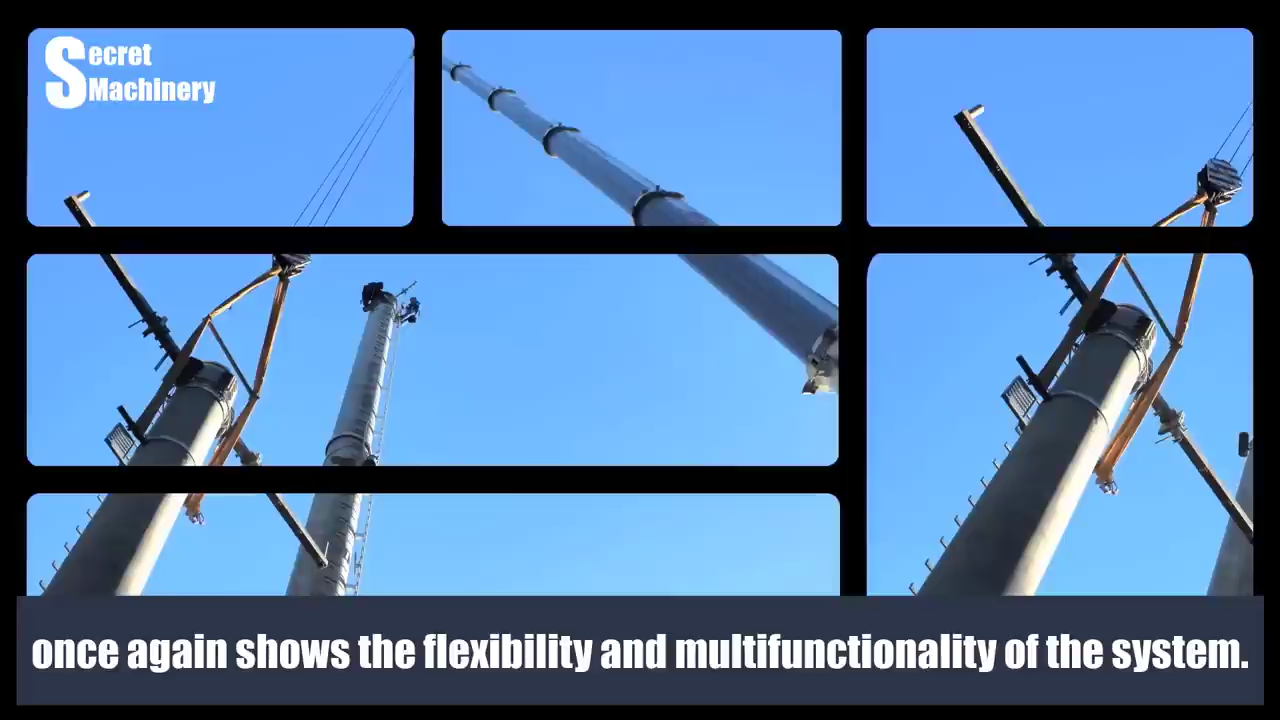 Secret
Machinery
once again shows the flexibility and multifunctionality of the system.